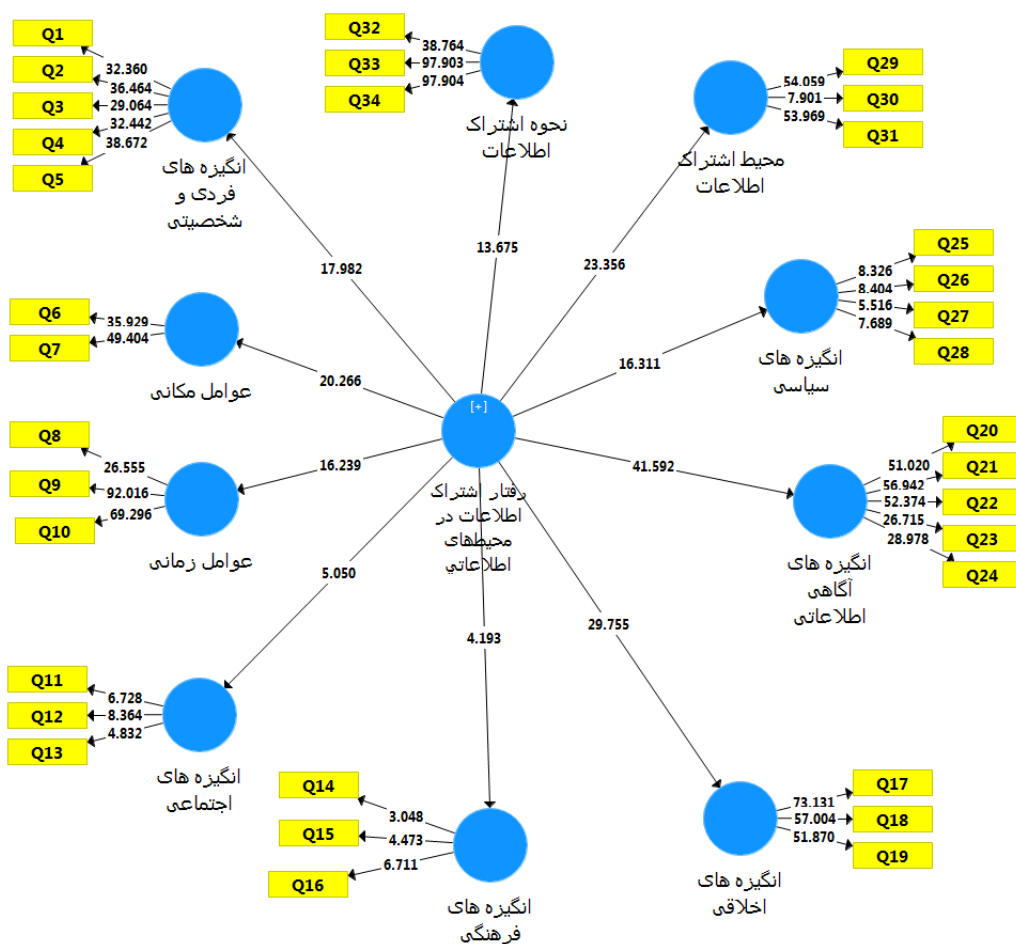 Q1
Q2
Q3
Q4
Q5
32.360
36.464
29.064
32.442
38.672
انگیزه های
فردی و
شخصیتی
Q32
Q33
Q34
38.764
97.903
97.904
نحوه اشتراک
اطلاعات
54.059
7.901
53.969
Q29
Q30
Q31
محیط اشتراک
اطلاعات
17.982
13.675
23.356
Q6
Q7
35.929
49.404
عوامل مکانی
20.266
8.326
8.404
5.516
7.689
Q25
Q26
Q27
Q28
انگیزه های
سیاسی
16.311
[+]
رفتار اشتراک
اطلاعات در
محیط‌های
اطلاعاتي
Q8
Q9
Q10
26.555
92.016
69.296
عوامل زمانی
16.239
41.592
51.020
56.942
52.374
26.715
28.978
Q20
Q21
Q22
Q23
Q24
انگیزه های
آگاهی
اطلاعاتی
5.050
4.193
29.755
Q11
Q12
Q13
6.728
8.364
4.832
انگیزه های
اجتماعی
Q14
Q15
Q16
3.048
4.473
6.711
انگیزه های
فرهنگی
73.131
57.004
51.870
Q17
Q18
Q19
انگیزه های
اخلاقی